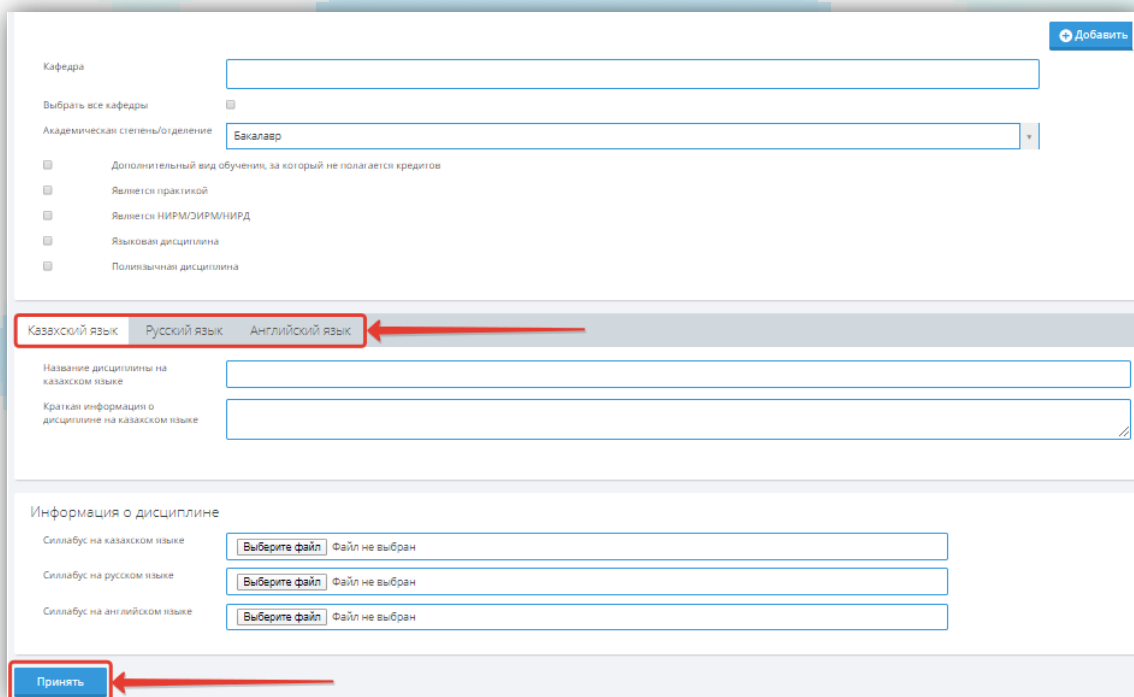 Добавить
Кафедра
Выбрать все кафедры
Академическая степень/отделение
Бакалавр
Дополнительный вид обучения, за который не полагается кредитов
Является практикой
Является НИРМ/ЭИРМ/НИРД
Языковая дисциплина
Полиязычная дисциплина
Казахский язык Русский язык Английский язык
Название дисциплины на
казахском языке
Краткая информация о
дисциплине на казахском языке
Информация о дисциплине
Силлабус на казахском языке
Выберите файл Файл не выбран
Силлабус на русском языке
Выберите файл Файл не выбран
Силлабус на английском языке
Выберите файл Файл не выбран
Принять